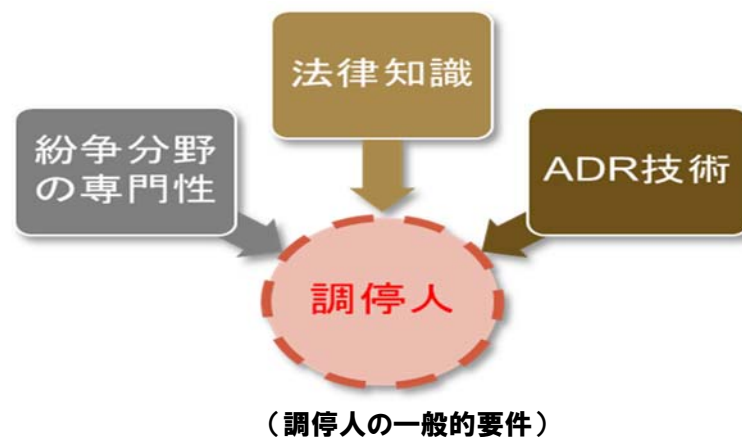 法律知識
紛争分野
の専門性
ADR技術
調停人
（調停人の一般的要件）